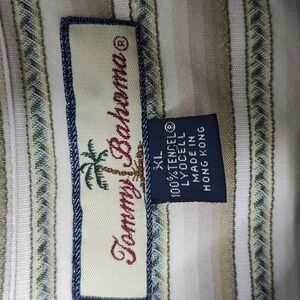 Tommy Bahama®
XL
100% TENCEL®
LYOCELL
MADE IN
HONG KONG